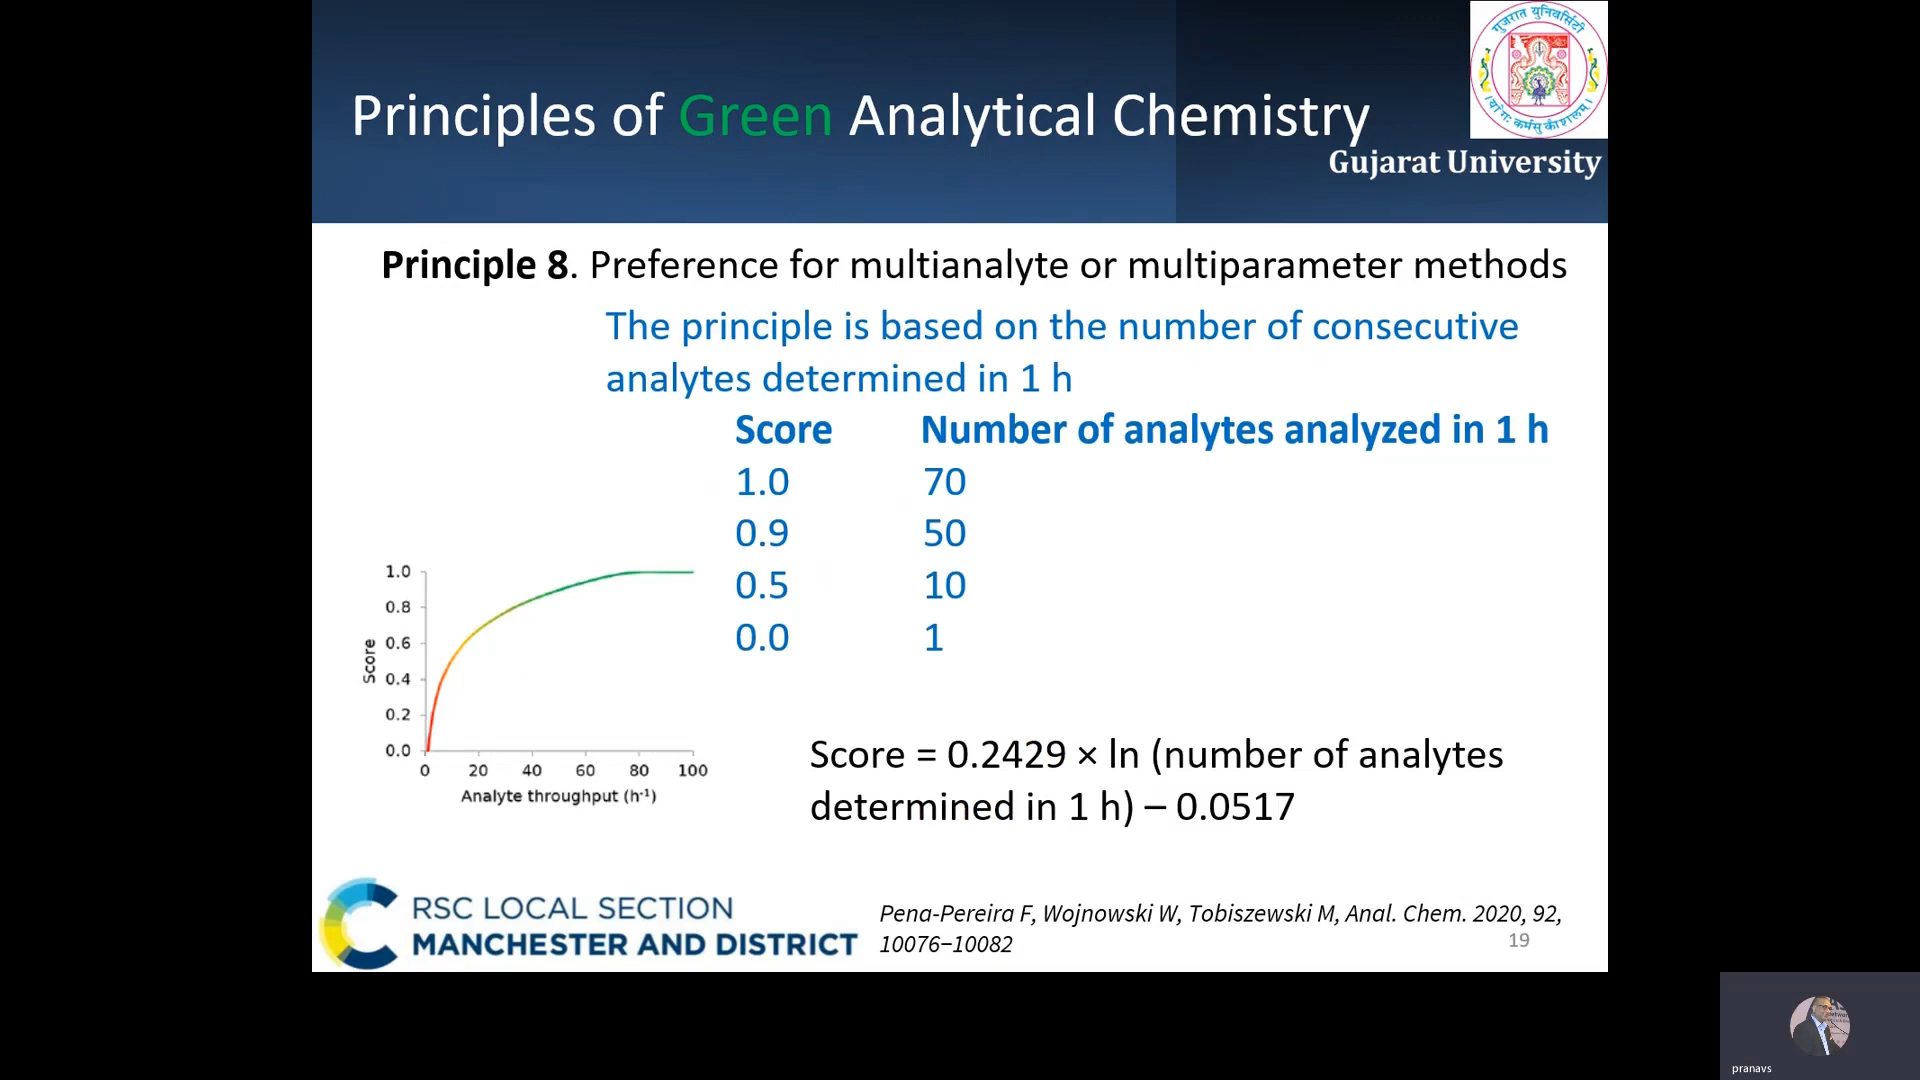 Principles of Green Analytical Chemistry
गुजरात युनिवर्सिटी
योगः कर्मसु कौशलम्
Gujarat University
Principle 8. Preference for multianalyte or multiparameter methods
The principle is based on the number of consecutive
analytes determined in 1 h
Score Number of analytes analyzed in 1 h
1.0 70
0.9 50
0.5 10
0.0 1
1.0
0.8
0.6
0.4
0.2
0.0
Score
0 20 40 60 80 100
Analyte throughput (h⁻¹)
Score = 0.2429 × ln (number of analytes
determined in 1 h) – 0.0517
RSC LOCAL SECTION
MANCHESTER AND DISTRICT
Pena-Pereira F, Wojnowski W, Tobiszewski M, Anal. Chem. 2020, 92,
10076−10082
19
pranavs